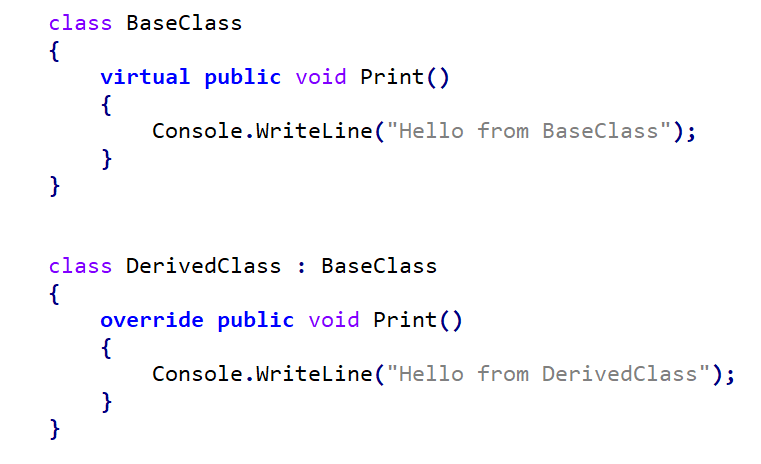 class BaseClass
{
    virtual public void Print()
    {
        Console.WriteLine("Hello from BaseClass");
    }
}
class DerivedClass : BaseClass
{
    override public void Print()
    {
        Console.WriteLine("Hello from DerivedClass");
    }
}